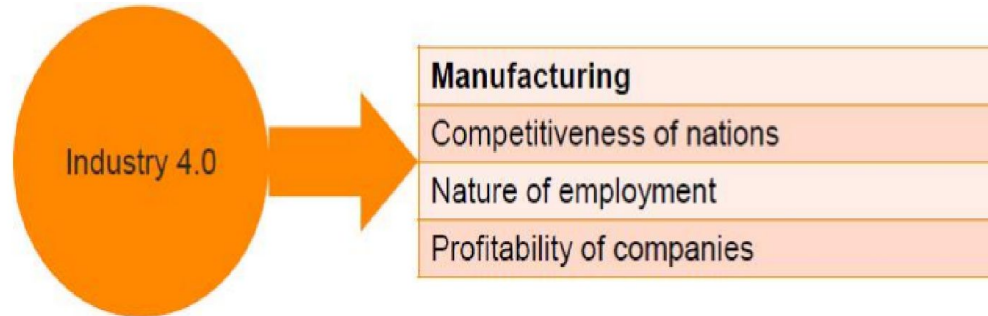 Industry 4.0
Manufacturing
Competitiveness of nations
Nature of employment
Profitability of companies